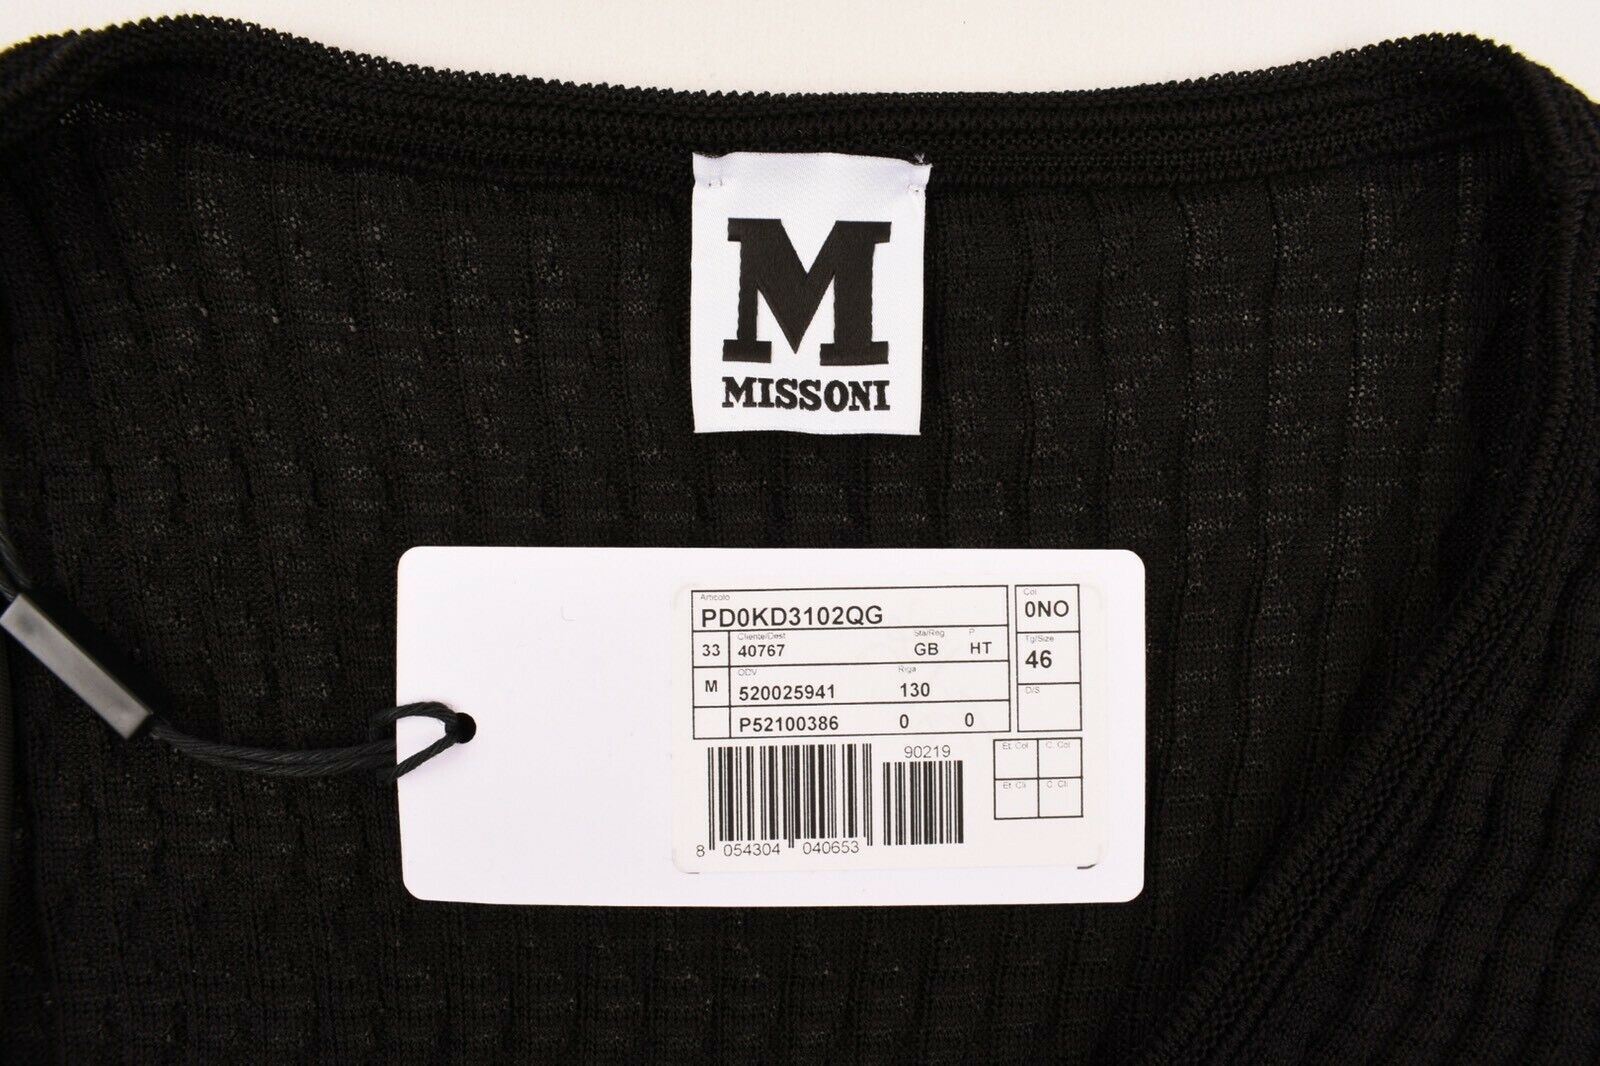 M
MISSONI
Articolo
PD0KD3102QG
Col
0NO
33
Cliente/Dest
40767
Sta/Reg
GB
P
HT
Tg/Size
46
M
ODV
520025941
Riga
130
D/S
P52100386 0 0
90219
Et. Col
C. Col
Et. Cli
C. Cli
8 054304 040653